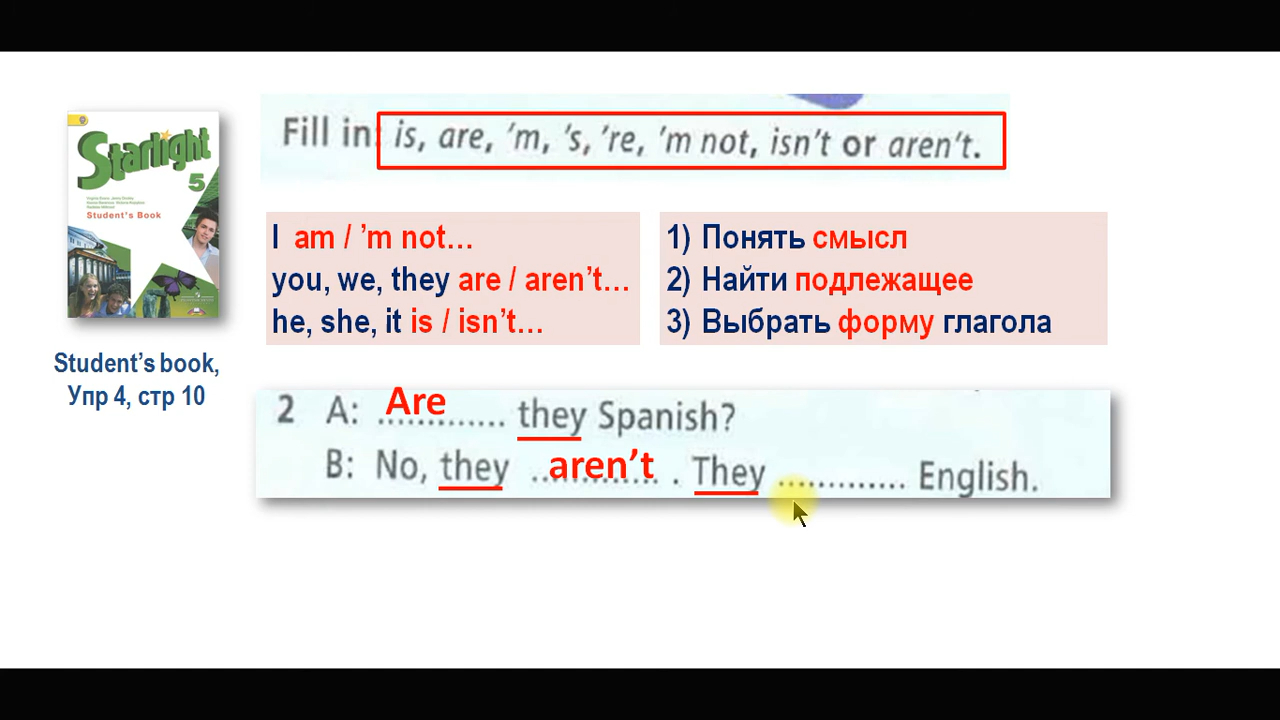 Fill in: is, are, ’m, ’s, ’re, ’m not, isn’t or aren’t.
Starlight
5
Student's Book
I am / ’m not...
you, we, they are / aren’t...
he, she, it is / isn’t...
1) Понять смысл
2) Найти подлежащее
3) Выбрать форму глагола
Student’s book,
Упр 4, стр 10
2 A: Are ............. they Spanish?
B: No, they aren’t ............. . They ............. English.